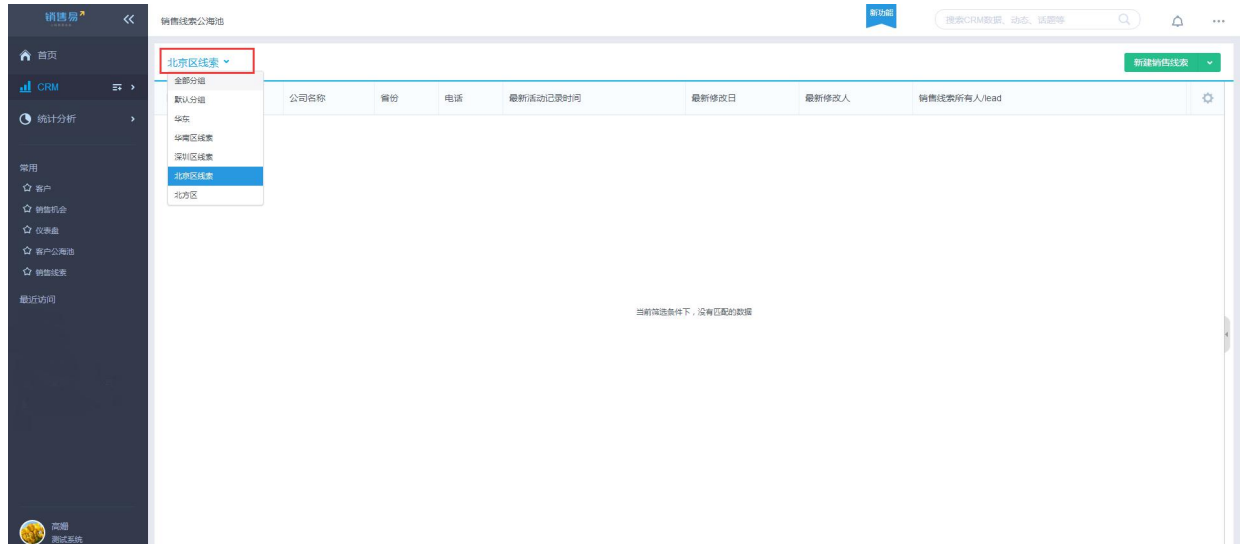 销售易
销售线索公海池
新功能
搜索CRM数据、动态、话题等
首页
CRM
统计分析
常用
客户
销售机会
仪表盘
客户公海池
销售线索
最近访问
高姗
测试系统
北京区线索
新建销售线索
全部分组
默认分组
华东
华南区线索
深圳区线索
北京区线索
北方区
公司名称 省份 电话 最新活动记录时间 最新修改日 最新修改人 销售线索所有人/lead
当前筛选条件下，没有匹配的数据